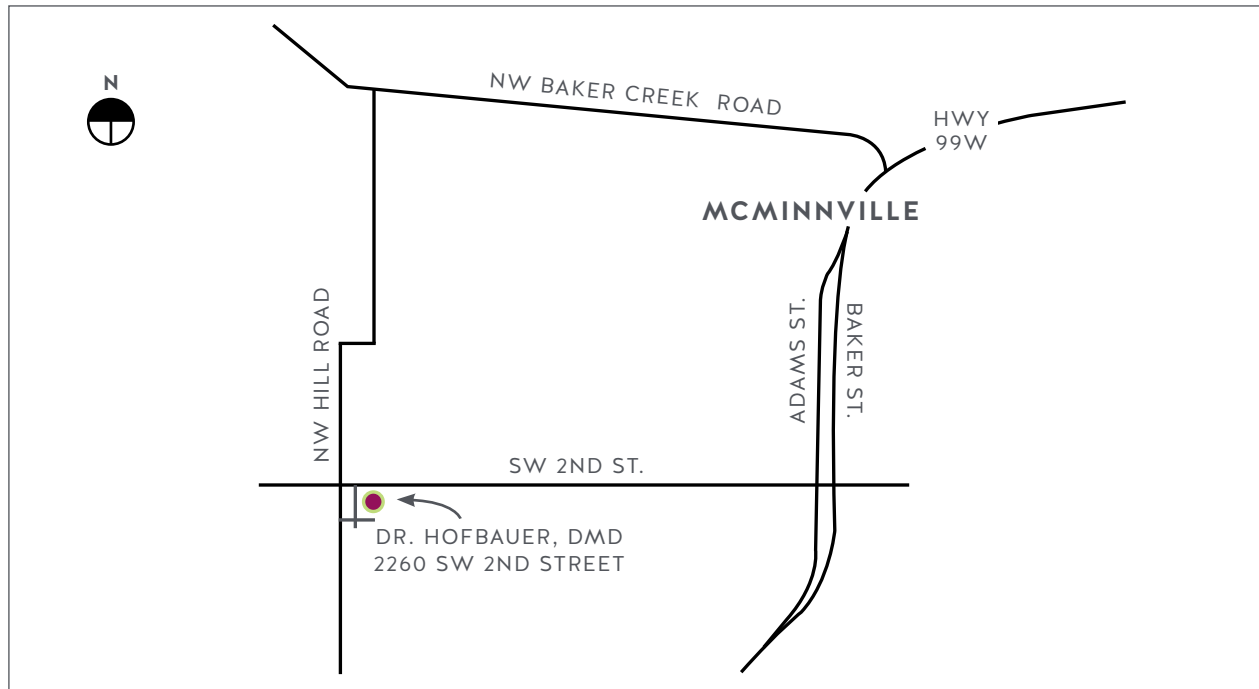 N
NW BAKER CREEK ROAD
HWY
99W
MCMINNVILLE
NW HILL ROAD
ADAMS ST.
BAKER ST.
SW 2ND ST.
DR. HOFBAUER, DMD
2260 SW 2ND STREET